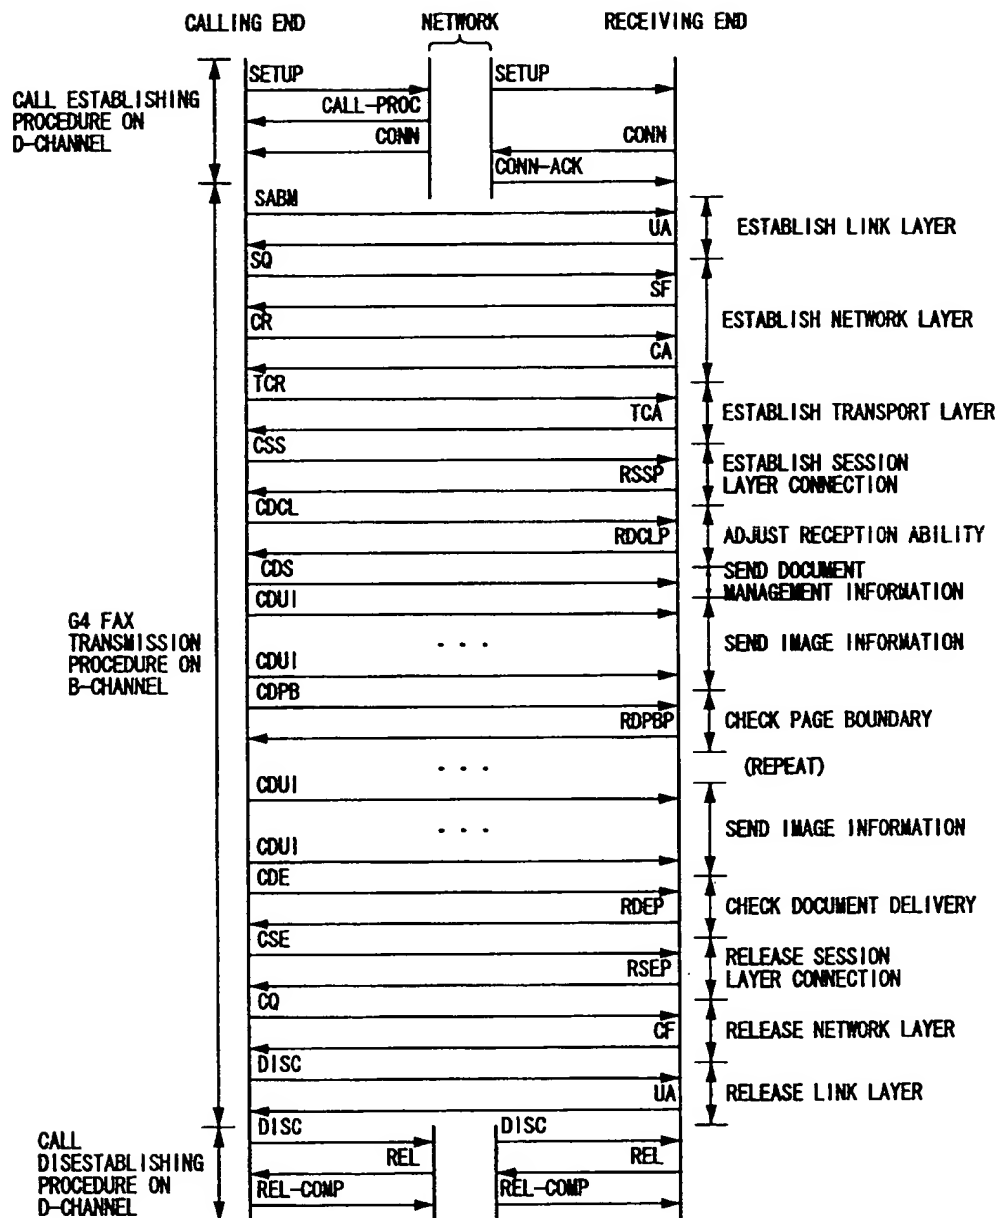 CALLING END
NETWORK
RECEIVING END
SETUP
SETUP
CALL ESTABLISHING
PROCEDURE ON
D-CHANNEL
CALL-PROC
CONN
CONN
CONN-ACK
SABM
UA
ESTABLISH LINK LAYER
SQ
SF
CR
ESTABLISH NETWORK LAYER
CA
TCR
TCA
ESTABLISH TRANSPORT LAYER
CSS
RSSP
ESTABLISH SESSION
LAYER CONNECTION
CDCL
RDCLP
ADJUST RECEPTION ABILITY
CDS
SEND DOCUMENT
MANAGEMENT INFORMATION
CDUI
G4 FAX
TRANSMISSION
PROCEDURE ON
B-CHANNEL
...
SEND IMAGE INFORMATION
CDUI
CDPB
RDPBP
CHECK PAGE BOUNDARY
...
(REPEAT)
CDUI
...
SEND IMAGE INFORMATION
CDUI
CDE
RDEP
CHECK DOCUMENT DELIVERY
CSE
RSEP
RELEASE SESSION
LAYER CONNECTION
CQ
CF
RELEASE NETWORK LAYER
DISC
UA
RELEASE LINK LAYER
DISC
DISC
CALL
DISESTABLISHING
PROCEDURE ON
D-CHANNEL
REL
REL
REL-COMP
REL-COMP